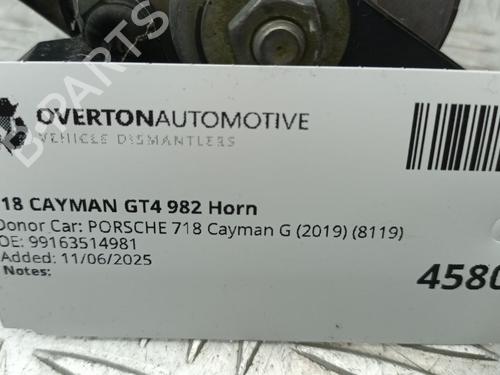 OVERTONAUTOMOTIVE
VEHICLE DISMANTLERS
18 CAYMAN GT4 982 Horn
Donor Car: PORSCHE 718 Cayman G (2019) (8119)
OE: 99163514981
Added: 11/06/2025
Notes:
4580
B-PARTS